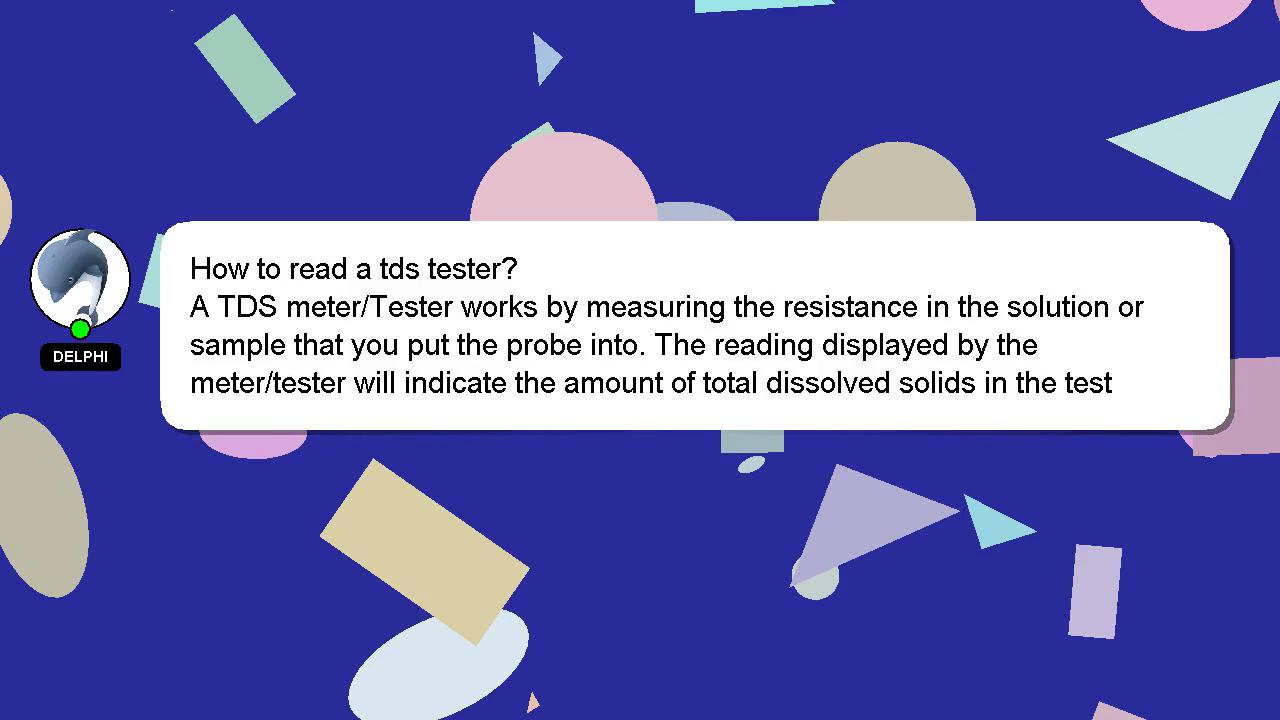 How to read a tds tester?
A TDS meter/Tester works by measuring the resistance in the solution or
sample that you put the probe into. The reading displayed by the
meter/tester will indicate the amount of total dissolved solids in the test
DELPHI